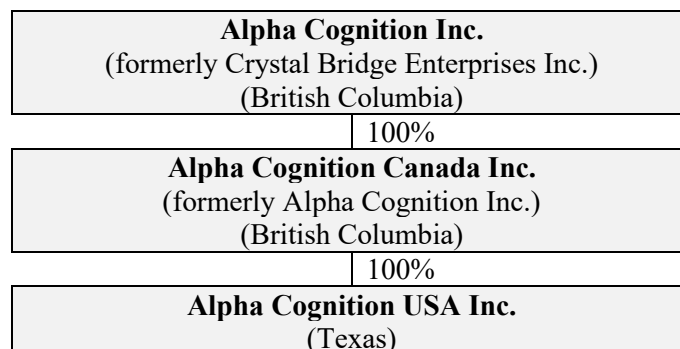 Alpha Cognition Inc.
(formerly Crystal Bridge Enterprises Inc.)
(British Columbia)
100%
Alpha Cognition Canada Inc.
(formerly Alpha Cognition Inc.)
(British Columbia)
100%
Alpha Cognition USA Inc.
(Texas)